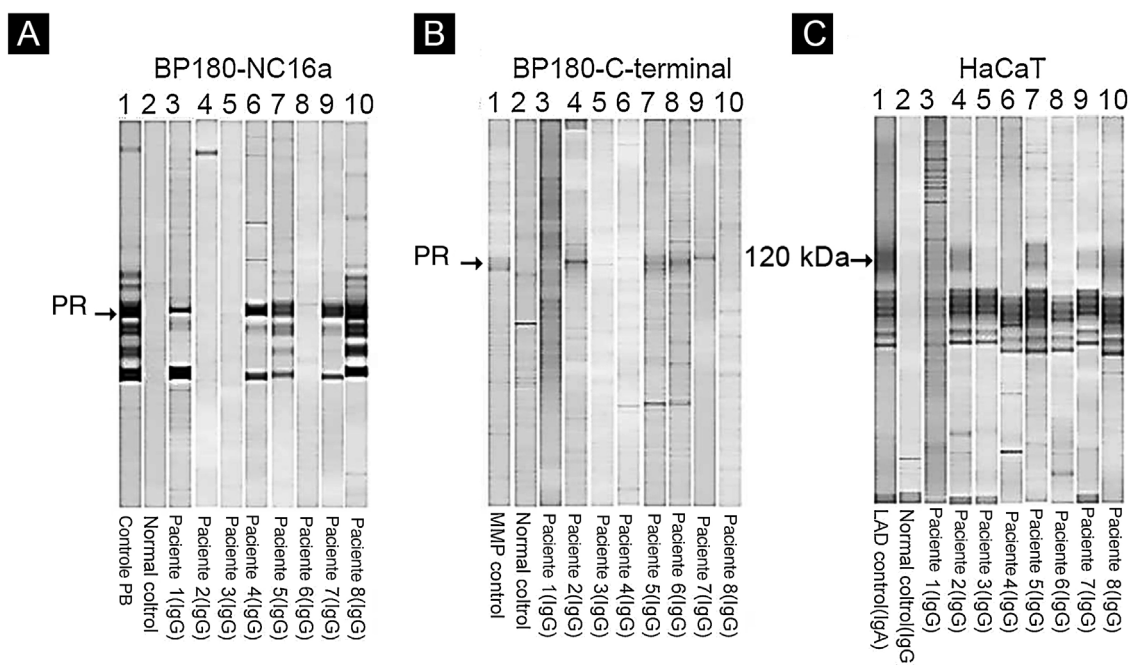 A
BP180-NC16a
1 2 3 4 5 6 7 8 9 10
PR
Controle PB
Normal coltrol
Paciente 1(IgG)
Paciente 2(IgG)
Paciente 3(IgG)
Paciente 4(IgG)
Paciente 5(IgG)
Paciente 6(IgG)
Paciente 7(IgG)
Paciente 8(IgG)
B
BP180-C-terminal
1 2 3 4 5 6 7 8 9 10
PR
MMP control
Normal coltrol
Paciente 1(IgG)
Paciente 2(IgG)
Paciente 3(IgG)
Paciente 4(IgG)
Paciente 5(IgG)
Paciente 6(IgG)
Paciente 7(IgG)
Paciente 8(IgG)
C
HaCaT
1 2 3 4 5 6 7 8 9 10
120 kDa
LAD control(IgA)
Normal coltrol(IgG
Paciente 1(IgG)
Paciente 2(IgG)
Paciente 3(IgG)
Paciente 4(IgG)
Paciente 5(IgG)
Paciente 6(IgG)
Paciente 7(IgG)
Paciente 8(IgG)